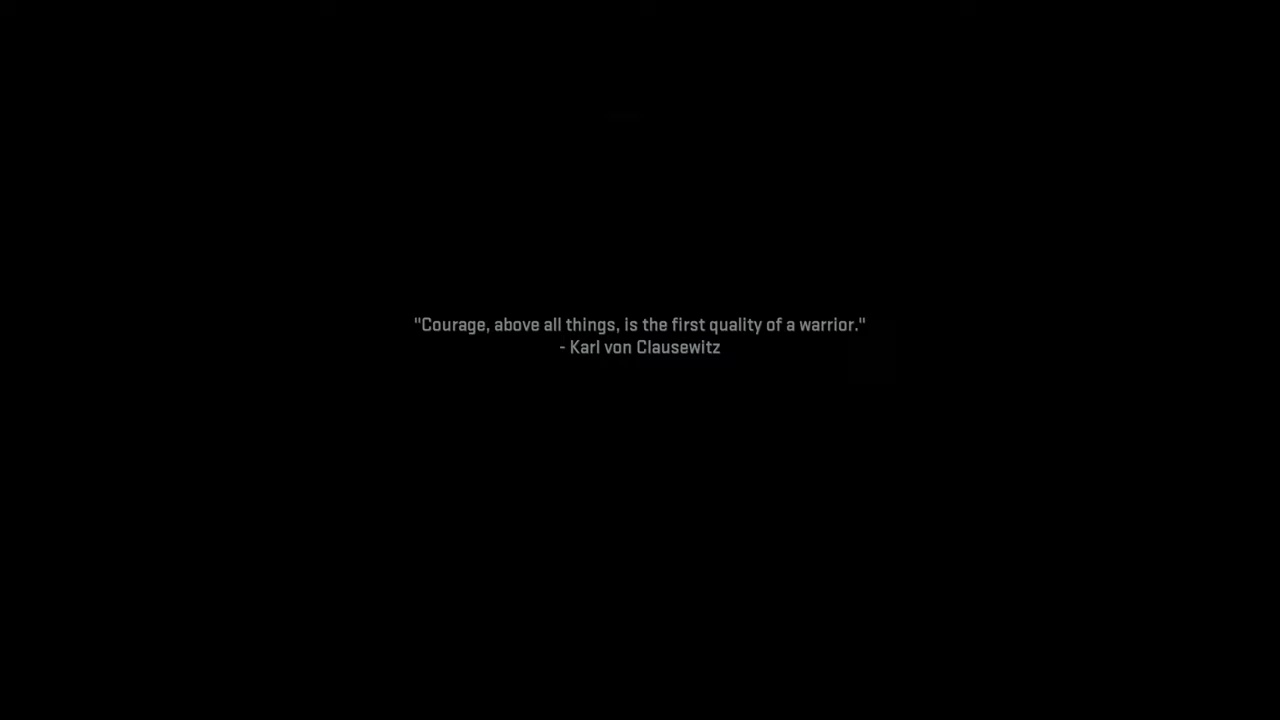 "Courage, above all things, is the first quality of a warrior."
- Karl von Clausewitz